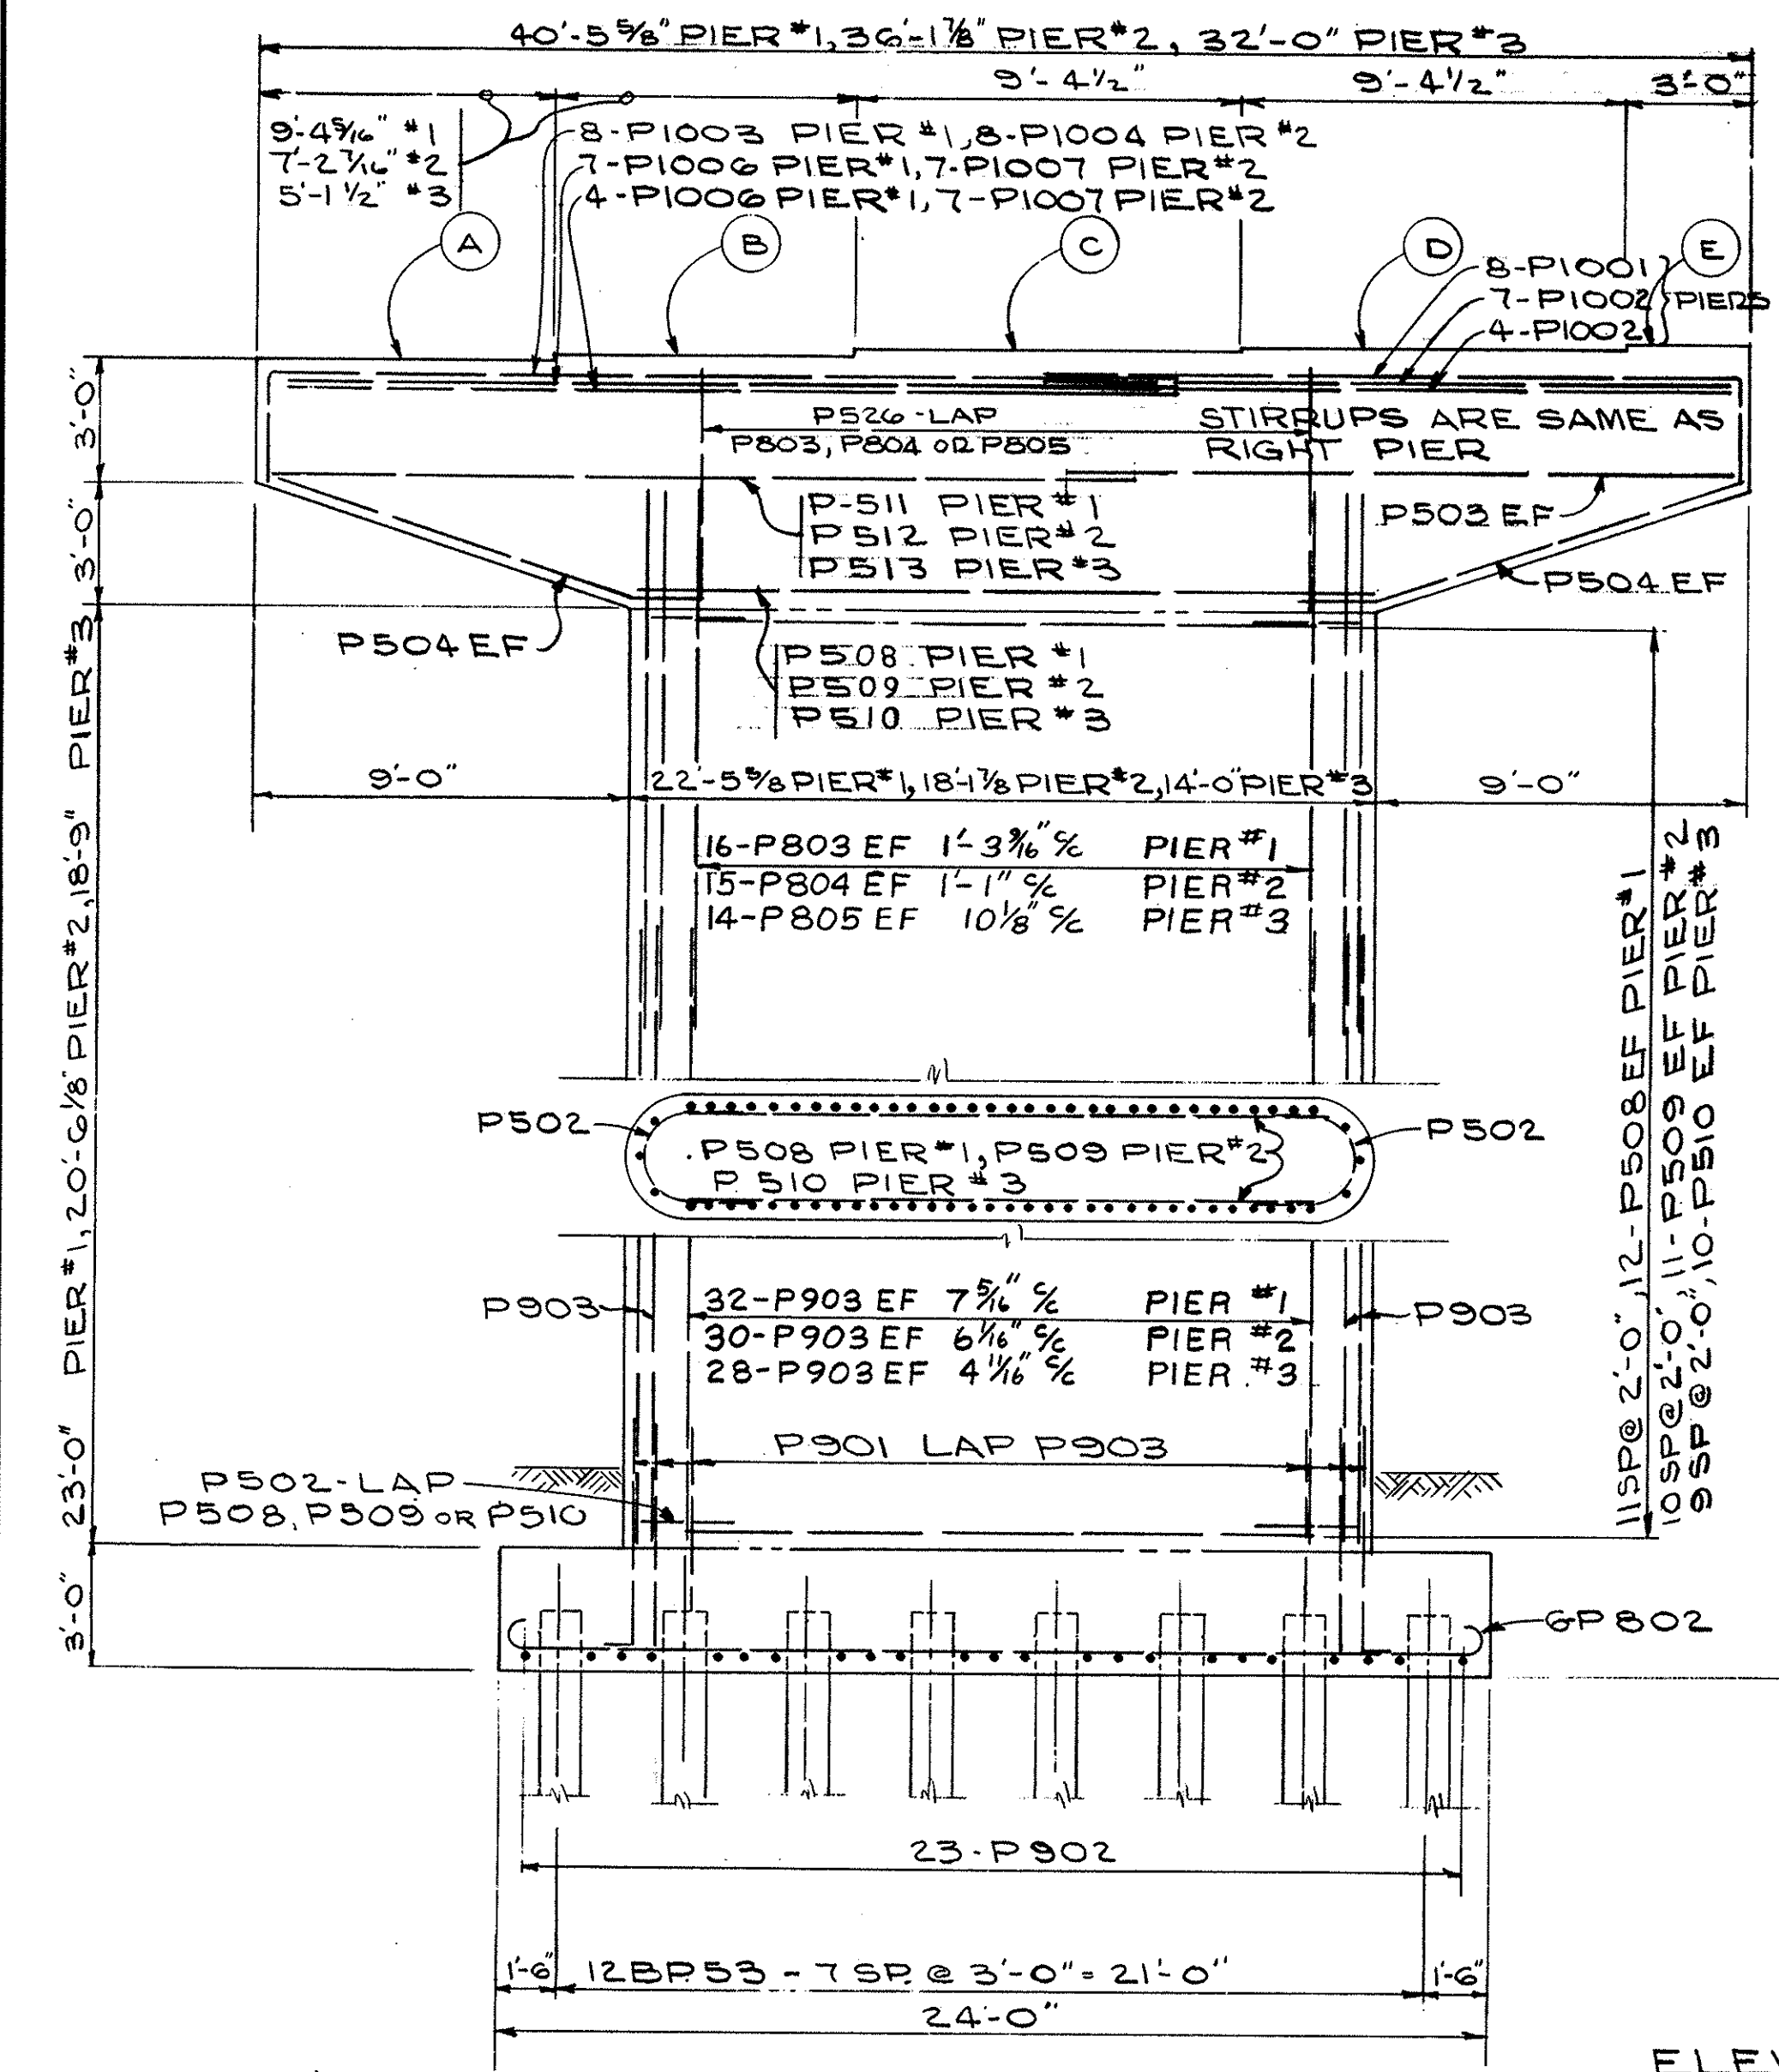 40'-5 5/8" PIER #1, 36'-1 7/8" PIER #2, 32'-0" PIER #3
9'-4 1/2"
9'-4 1/2"
3'-0"
9'-4 5/16" #1
7'-2 7/16" #2
5'-1 1/2" #3
8-P1003 PIER #1, 8-P1004 PIER #2
7-P1006 PIER #1, 7-P1007 PIER #2
4-P1006 PIER #1, 7-P1007 PIER #2
A
B
C
D
E
8-P1001
7-P1002 PIERS
4-P1002
3'-0"
P526-LAP
P803, P804 OR P805
STIRRUPS ARE SAME AS
RIGHT PIER
3'-0"
P-511 PIER #1
P512 PIER #2
P513 PIER #3
P503 EF
P504 EF
P504 EF
P508 PIER #1
P509 PIER #2
P510 PIER #3
9'-0"
22'-5 5/8 PIER #1, 18'-1 7/8 PIER #2, 14'-0" PIER #3
9'-0"
16-P803 EF 1'-3 9/16" c/c PIER #1
15-P804 EF 1'-1" c/c PIER #2
14-P805 EF 10 1/8" c/c PIER #3
23'-0" PIER #1, 20'-6 1/8" PIER #2, 18'-9" PIER #3
11SP@2'-0", 12-P508 EF PIER #1
10SP@2'-0", 11-P509 EF PIER #2
9SP@2'-0", 10-P510 EF PIER #3
P502
P502
P508 PIER #1, P509 PIER #2
P510 PIER #3
P903
32-P903 EF 7 5/16" c/c PIER #1
30-P903 EF 6 1/16" c/c PIER #2
28-P903 EF 4 11/16" c/c PIER #3
P903
P901 LAP P903
P502-LAP
P508, P509 OR P510
3'-0"
6P802
23-P902
1'-6"
12BP53 - 7 SP. @ 3'-0" = 21'-0"
1'-6"
24'-0"